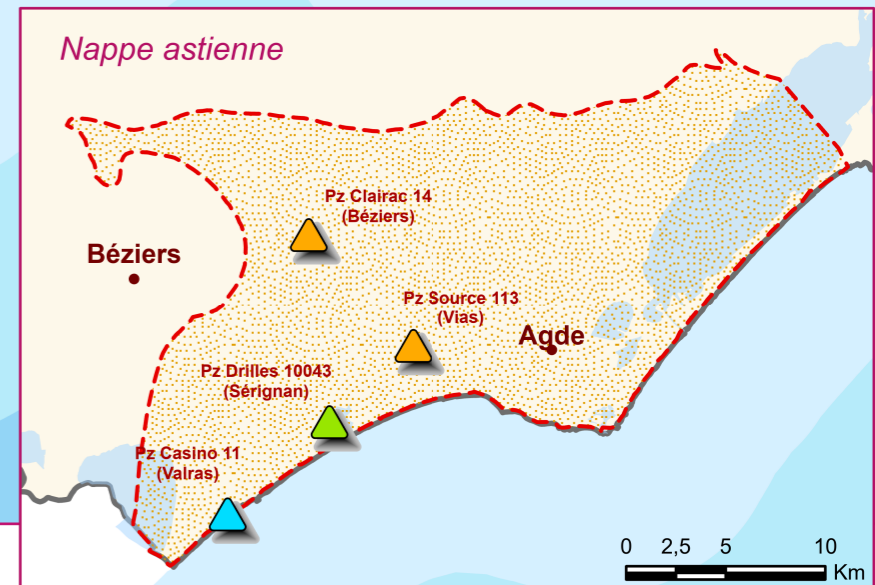 Nappe astienne
Pz Clairac 14
(Béziers)
Béziers
Pz Source 113
(Vias)
Agde
Pz Drilles 10043
(Sérignan)
Pz Casino 11
(Valras)
0 2,5 5 10
Km